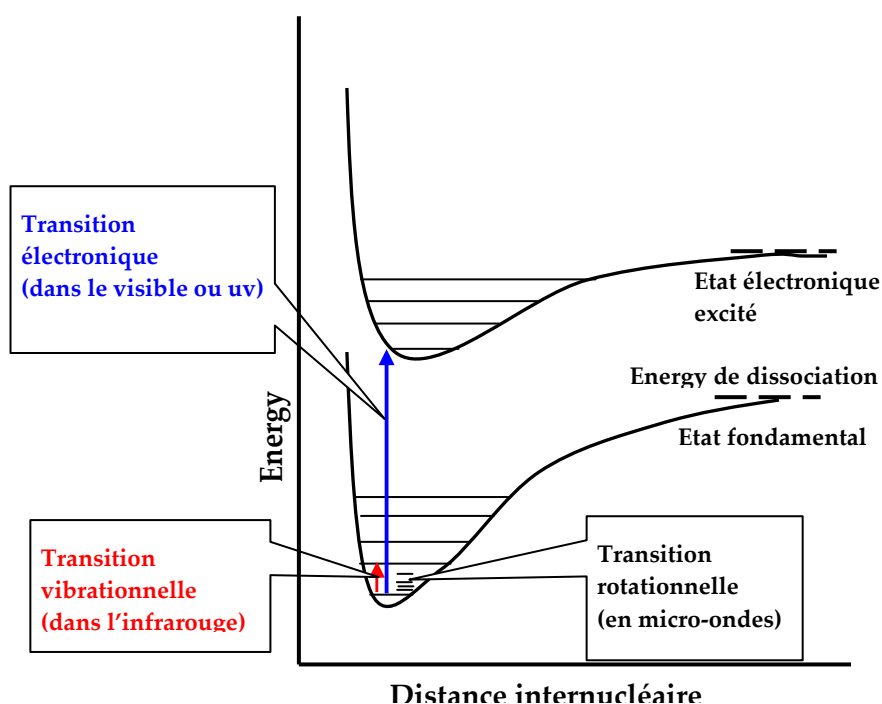 Transition
électronique
(dans le visible ou uv)
Etat électronique
excité
Energy de dissociation
Etat fondamental
Energy
Transition
vibrationnelle
(dans l'infrarouge)
Transition
rotationnelle
(en micro-ondes)
Distance internucléaire